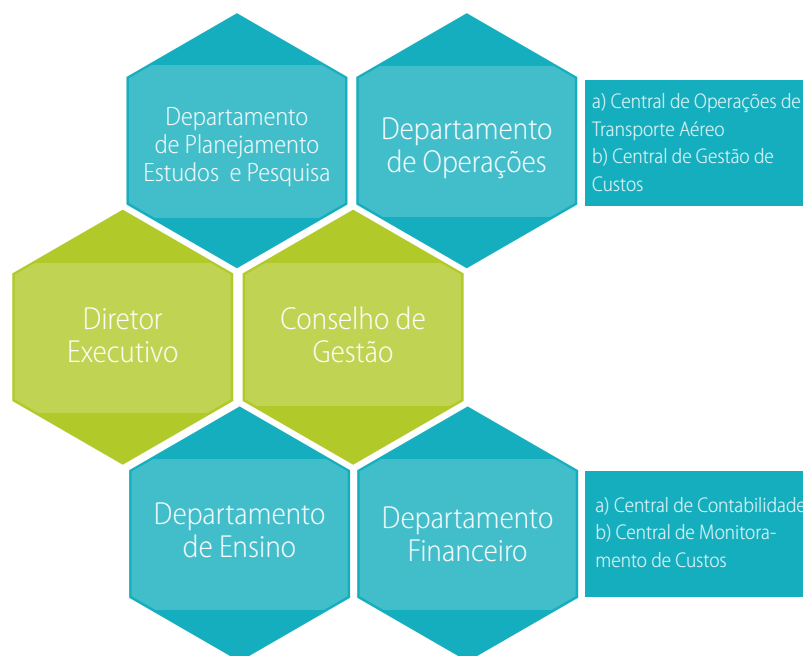 Departamento
de Planejamento
Estudos e Pesquisa
Departamento
de Operações
a) Central de Operações de
Transporte Aéreo
b) Central de Gestão de
Custos
Diretor
Executivo
Conselho de
Gestão
Departamento
de Ensino
Departamento
Financeiro
a) Central de Contabilidade
b) Central de Monitora-
mento de Custos